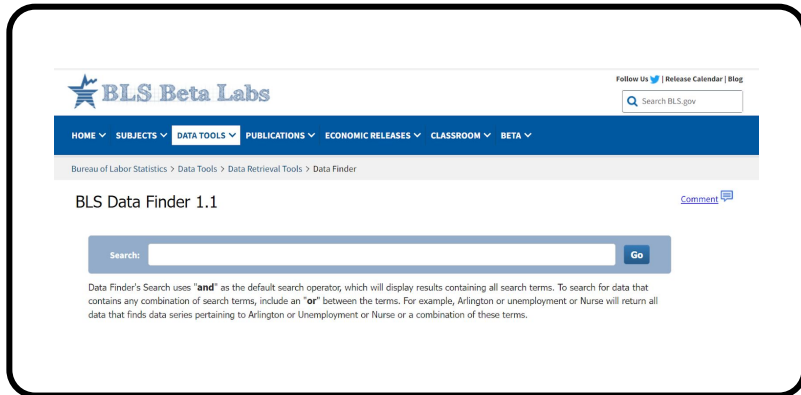 BLS Beta Labs
Follow Us | Release Calendar | Blog
Search BLS.gov
HOME SUBJECTS DATA TOOLS PUBLICATIONS ECONOMIC RELEASES CLASSROOM BETA
Bureau of Labor Statistics > Data Tools > Data Retrieval Tools > Data Finder
BLS Data Finder 1.1
Comment
Search:
Go
Data Finder's Search uses "and" as the default search operator, which will display results containing all search terms. To search for data that
contains any combination of search terms, include an "or" between the terms. For example, Arlington or unemployment or Nurse will return all
data that finds data series pertaining to Arlington or Unemployment or Nurse or a combination of these terms.